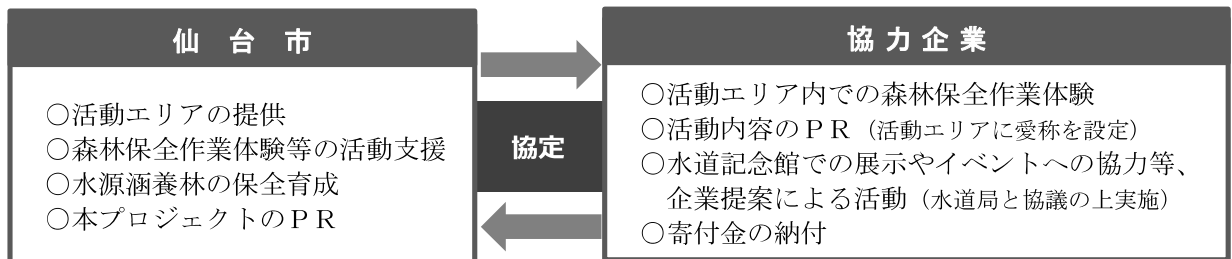 仙台市
○活動エリアの提供
○森林保全作業体験等の活動支援
○水源涵養林の保全育成
○本プロジェクトのＰＲ
協定
協力企業
○活動エリア内での森林保全作業体験
○活動内容のＰＲ（活動エリアに愛称を設定）
○水道記念館での展示やイベントへの協力等、
企業提案による活動（水道局と協議の上実施）
○寄付金の納付